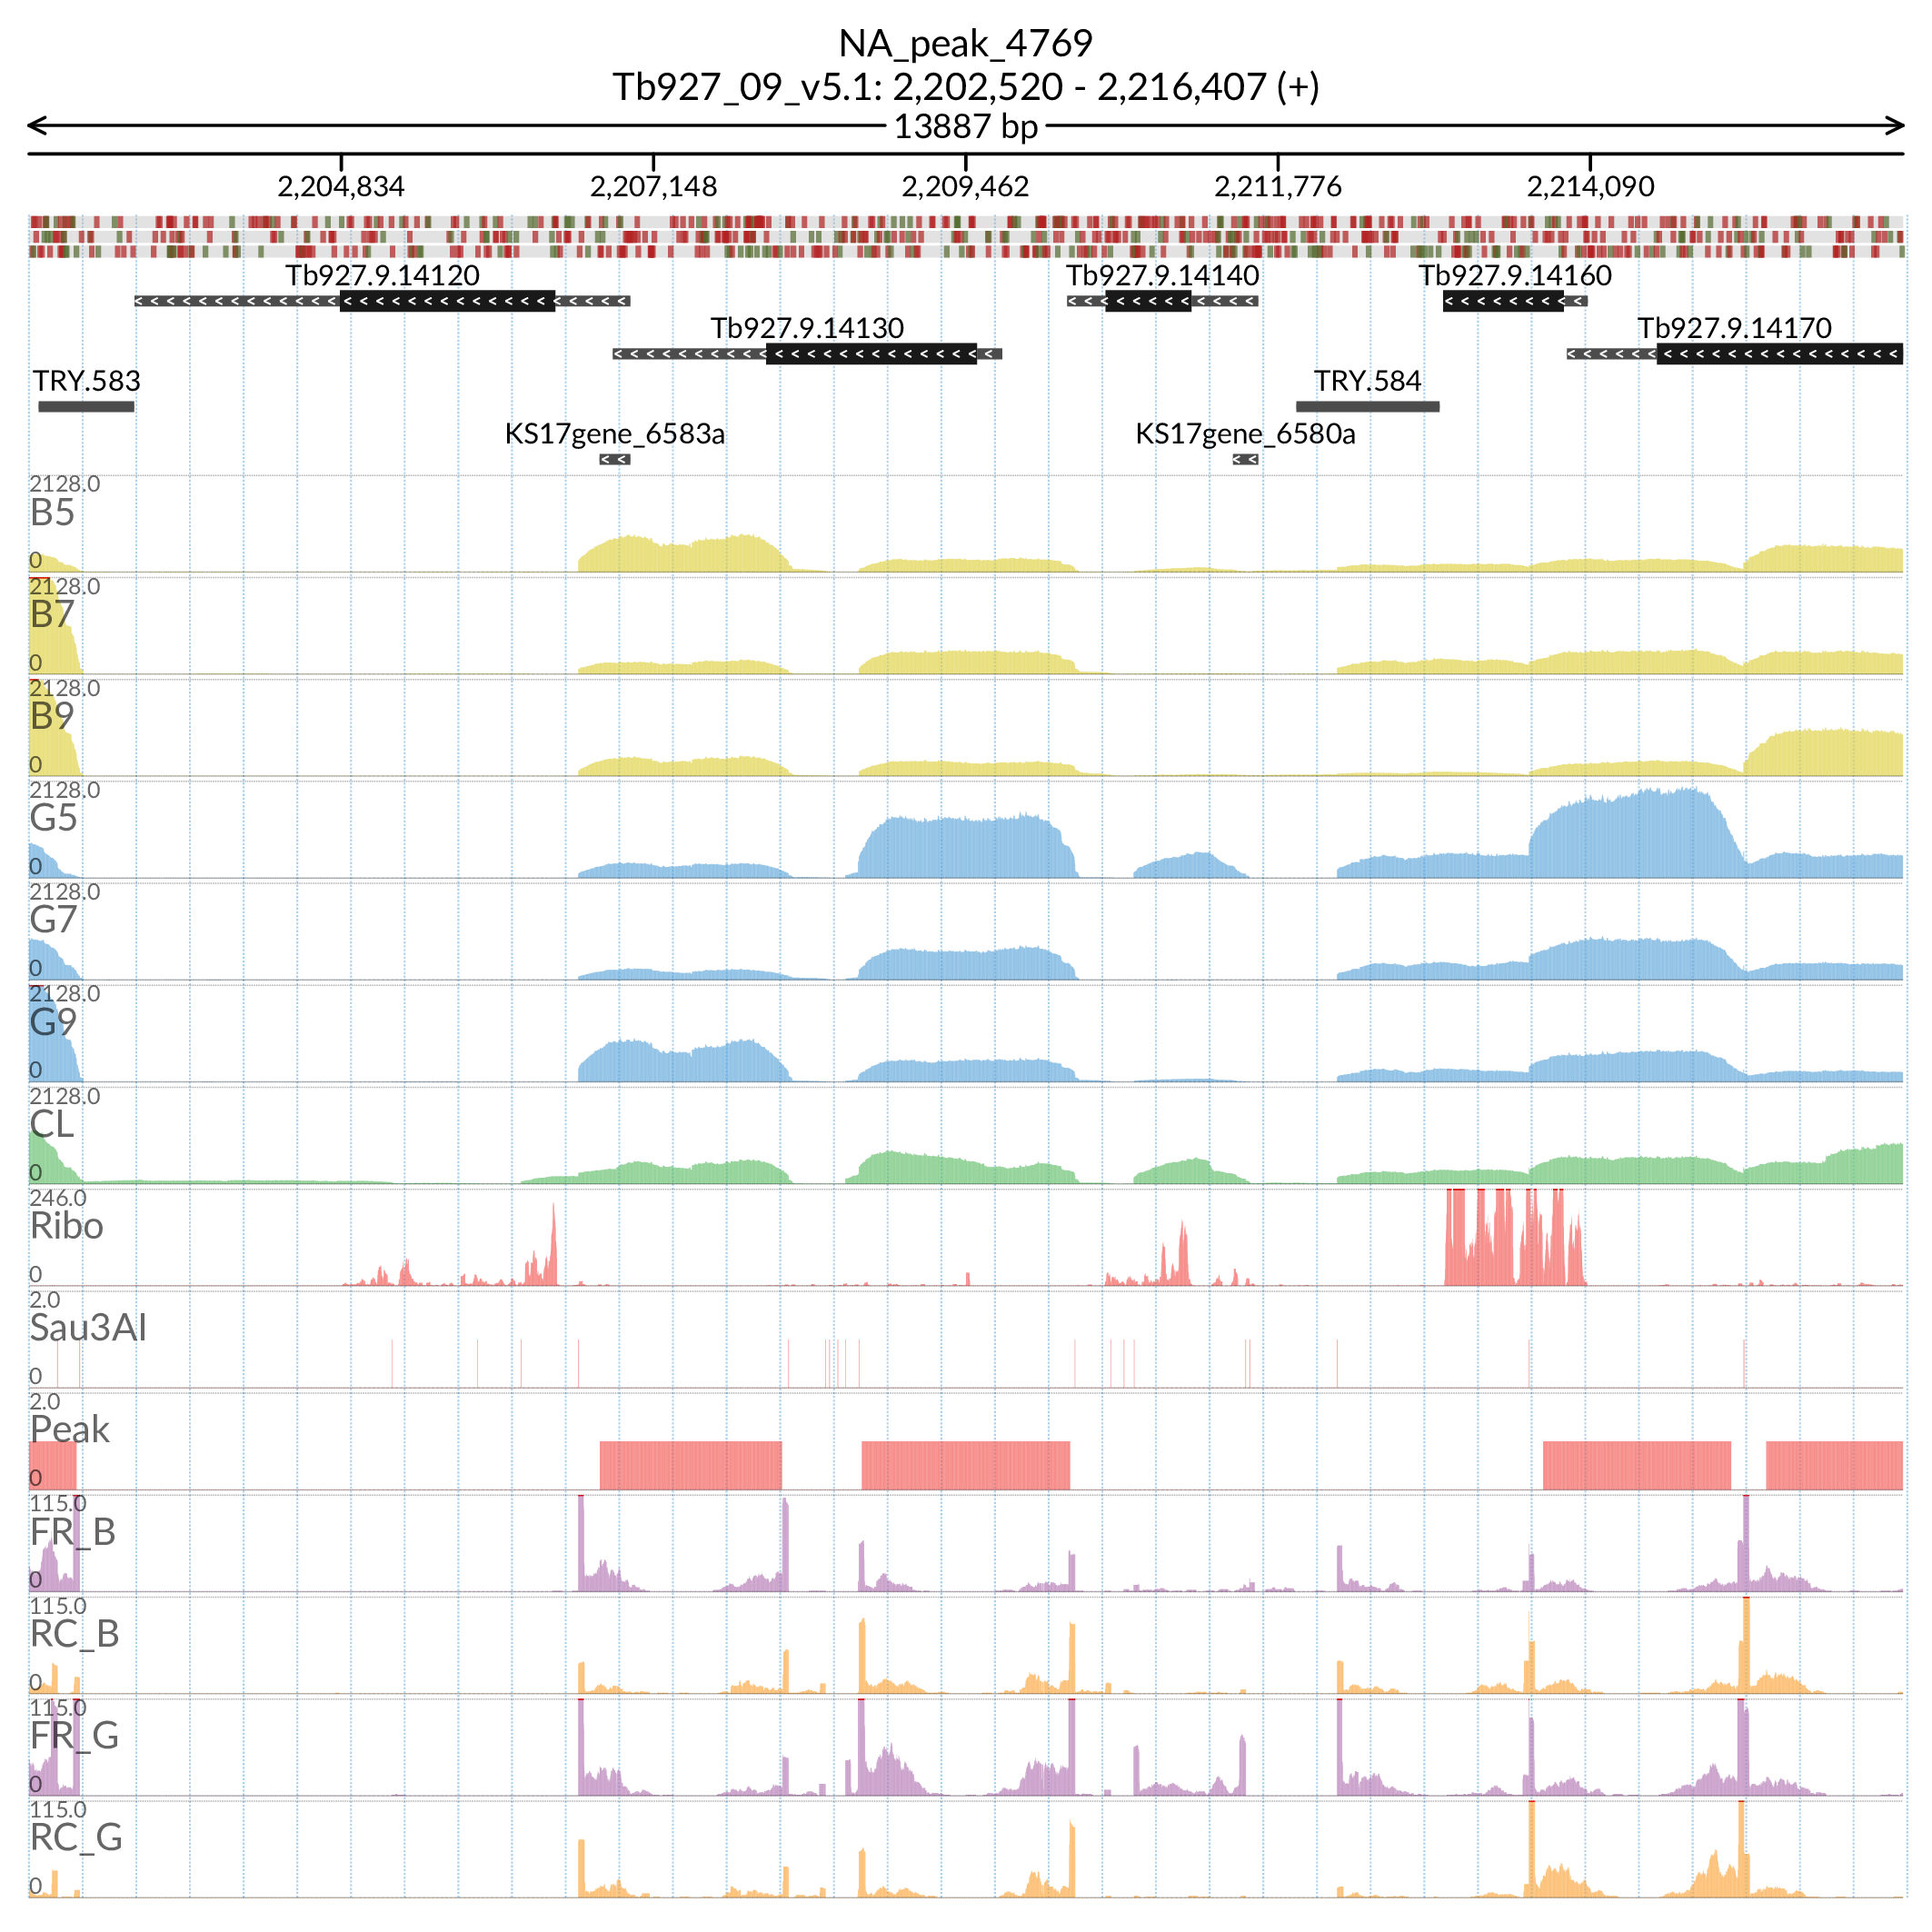 NA_peak_4769
Tb927_09_v5.1: 2,202,520 - 2,216,407 (+)
13887 bp
2,204,834 2,207,148 2,209,462 2,211,776 2,214,090
Tb927.9.14120 Tb927.9.14140 Tb927.9.14160
Tb927.9.14130 Tb927.9.14170
TRY.583 TRY.584
KS17gene_6583a KS17gene_6580a
2128.0
B5
0
2128.0
B7
0
2128.0
B9
0
2128.0
G5
0
2128.0
G7
0
2128.0
G9
0
2128.0
CL
0
246.0
Ribo
0
2.0
Sau3AI
0
2.0
Peak
0
115.0
FR_B
0
115.0
RC_B
0
115.0
FR_G
0
115.0
RC_G
0